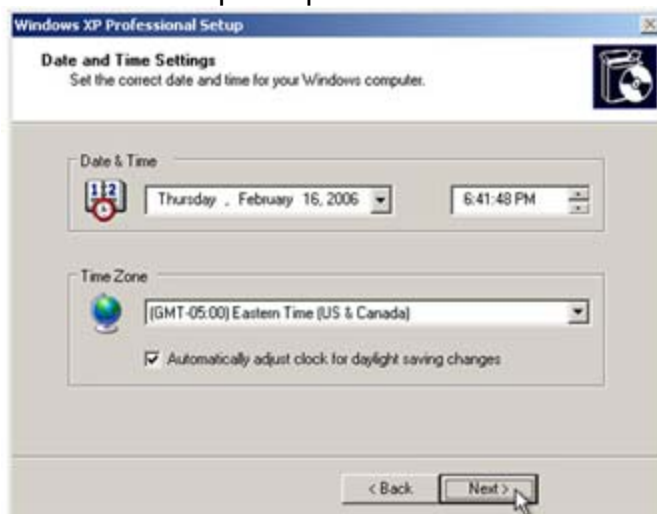 Windows XP Professional Setup
Date and Time Settings
Set the correct date and time for your Windows computer.
Date & Time
Thursday , February 16, 2006
6:41:48 PM
Time Zone
(GMT-05:00) Eastern Time (US & Canada)
Automatically adjust clock for daylight saving changes
< Back
Next >